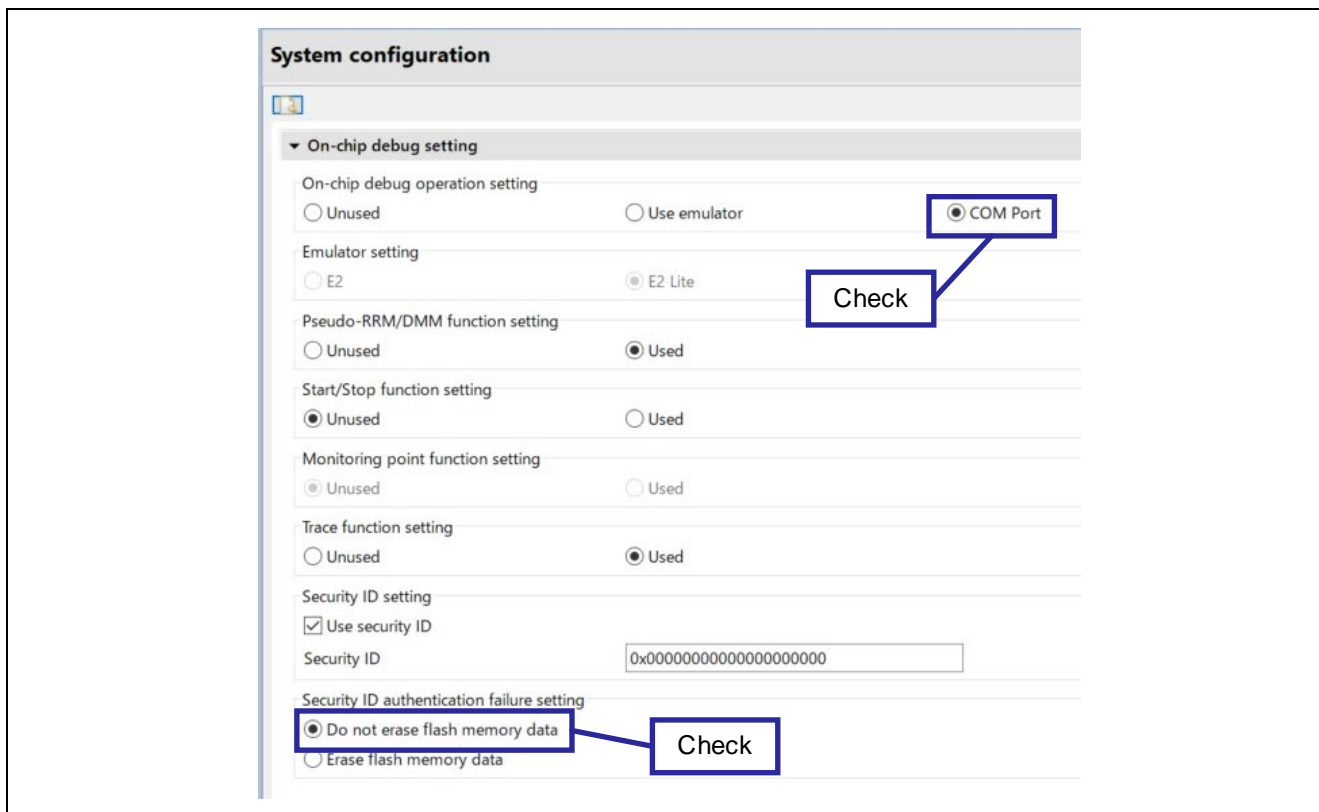 System configuration
On-chip debug setting
On-chip debug operation setting
Unused Use emulator COM Port
Emulator setting
E2 E2 Lite
Check
Pseudo-RRM/DMM function setting
Unused Used
Start/Stop function setting
Unused Used
Monitoring point function setting
Unused Used
Trace function setting
Unused Used
Security ID setting
Use security ID
Security ID 0x00000000000000000000
Security ID authentication failure setting
Do not erase flash memory data
Check
Erase flash memory data